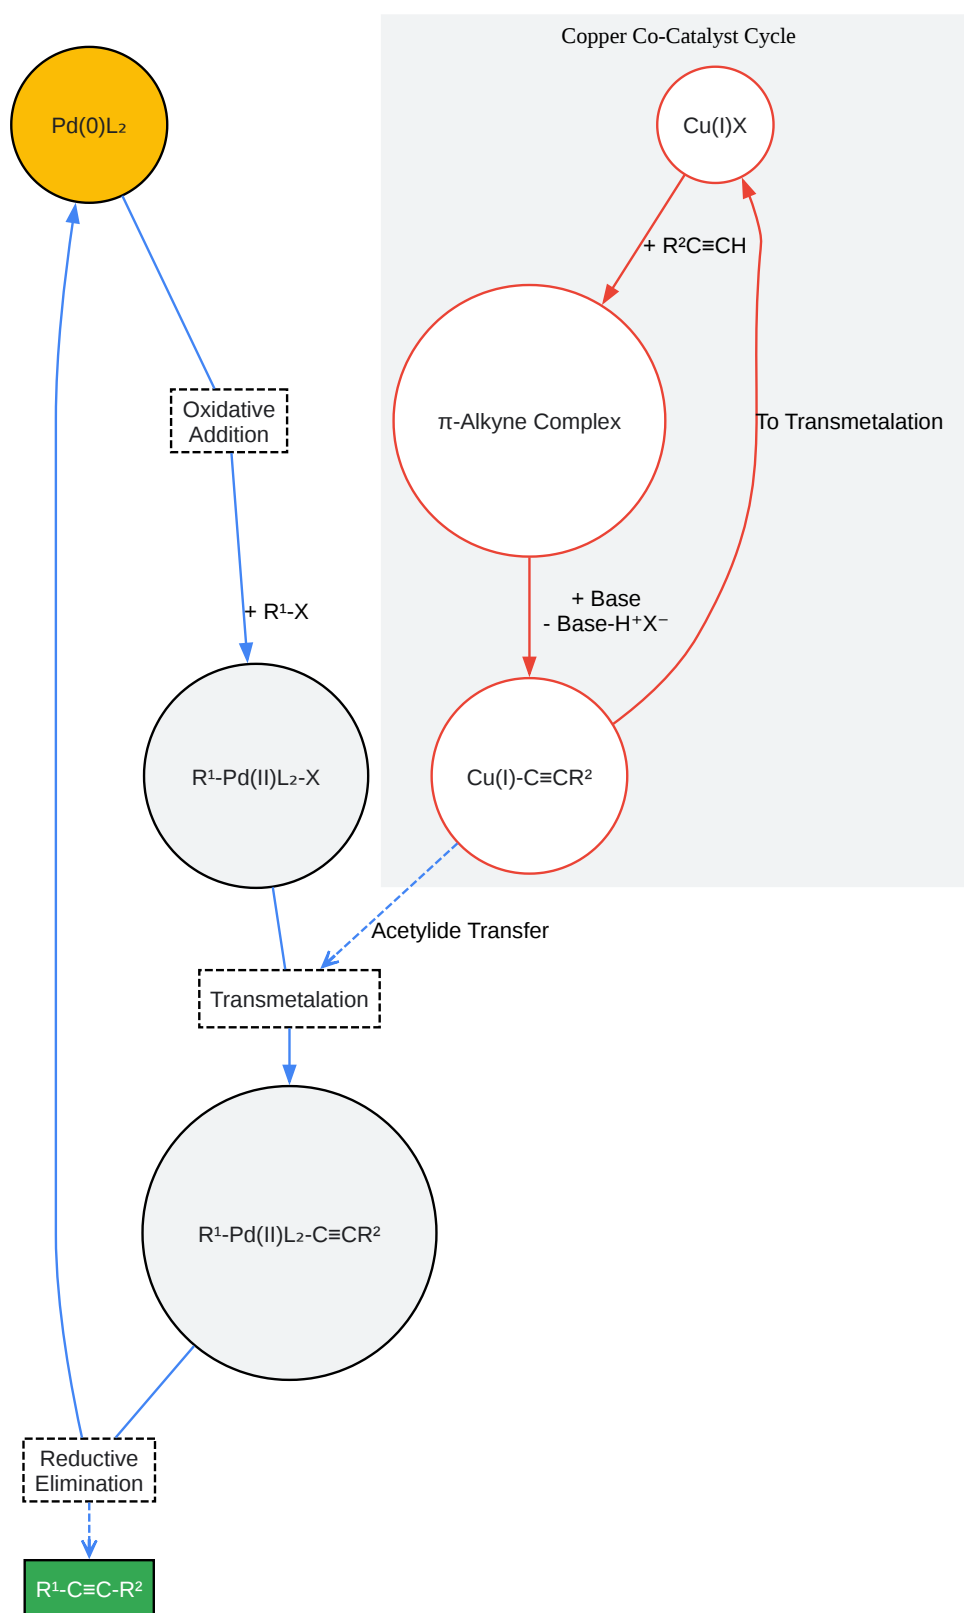 Copper Co-Catalyst Cycle
Pd(0)L₂
Cu(I)X
+ R²C≡CH
Oxidative
Addition
π-Alkyne Complex
To Transmetalation
+ R¹-X
+ Base
- Base-H⁺X⁻
R¹-Pd(II)L₂-X
Cu(I)-C≡CR²
Acetylide Transfer
Transmetalation
R¹-Pd(II)L₂-C≡CR²
Reductive
Elimination
R¹-C≡C-R²